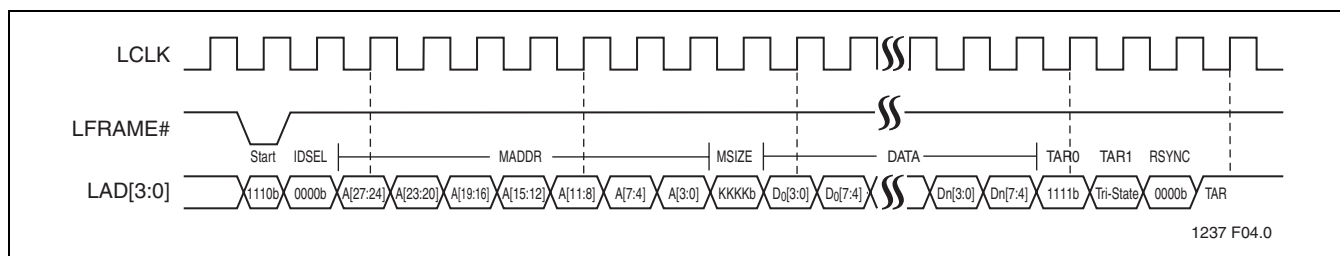 LCLK
LFRAME#
Start IDSEL MADDR MSIZE DATA TAR0 TAR1 RSYNC
LAD[3:0] 1110b 0000b A[27:24] A[23:20] A[19:16] A[15:12] A[11:8] A[7:4] A[3:0] KKKKb D0[3:0] D0[7:4] Dn[3:0] Dn[7:4] 1111b Tri-State 0000b TAR
1237 F04.0